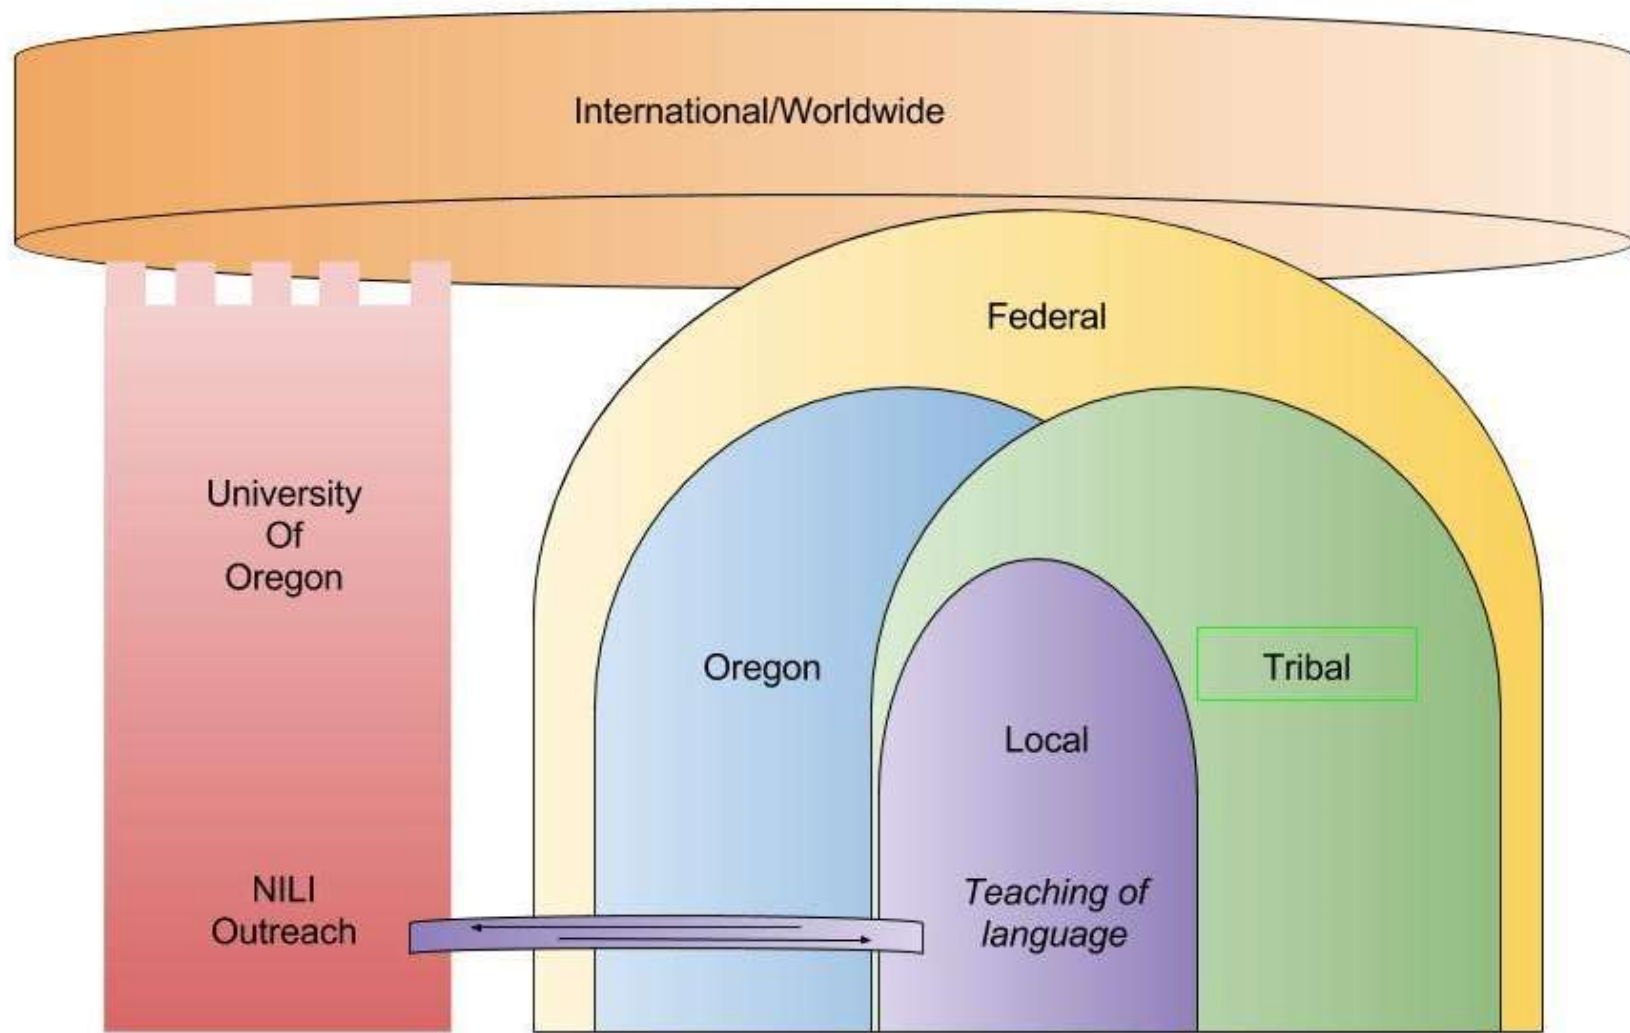 International/Worldwide
Federal
University
Of
Oregon
Oregon
Tribal
Local
NILI
Outreach
Teaching of
language